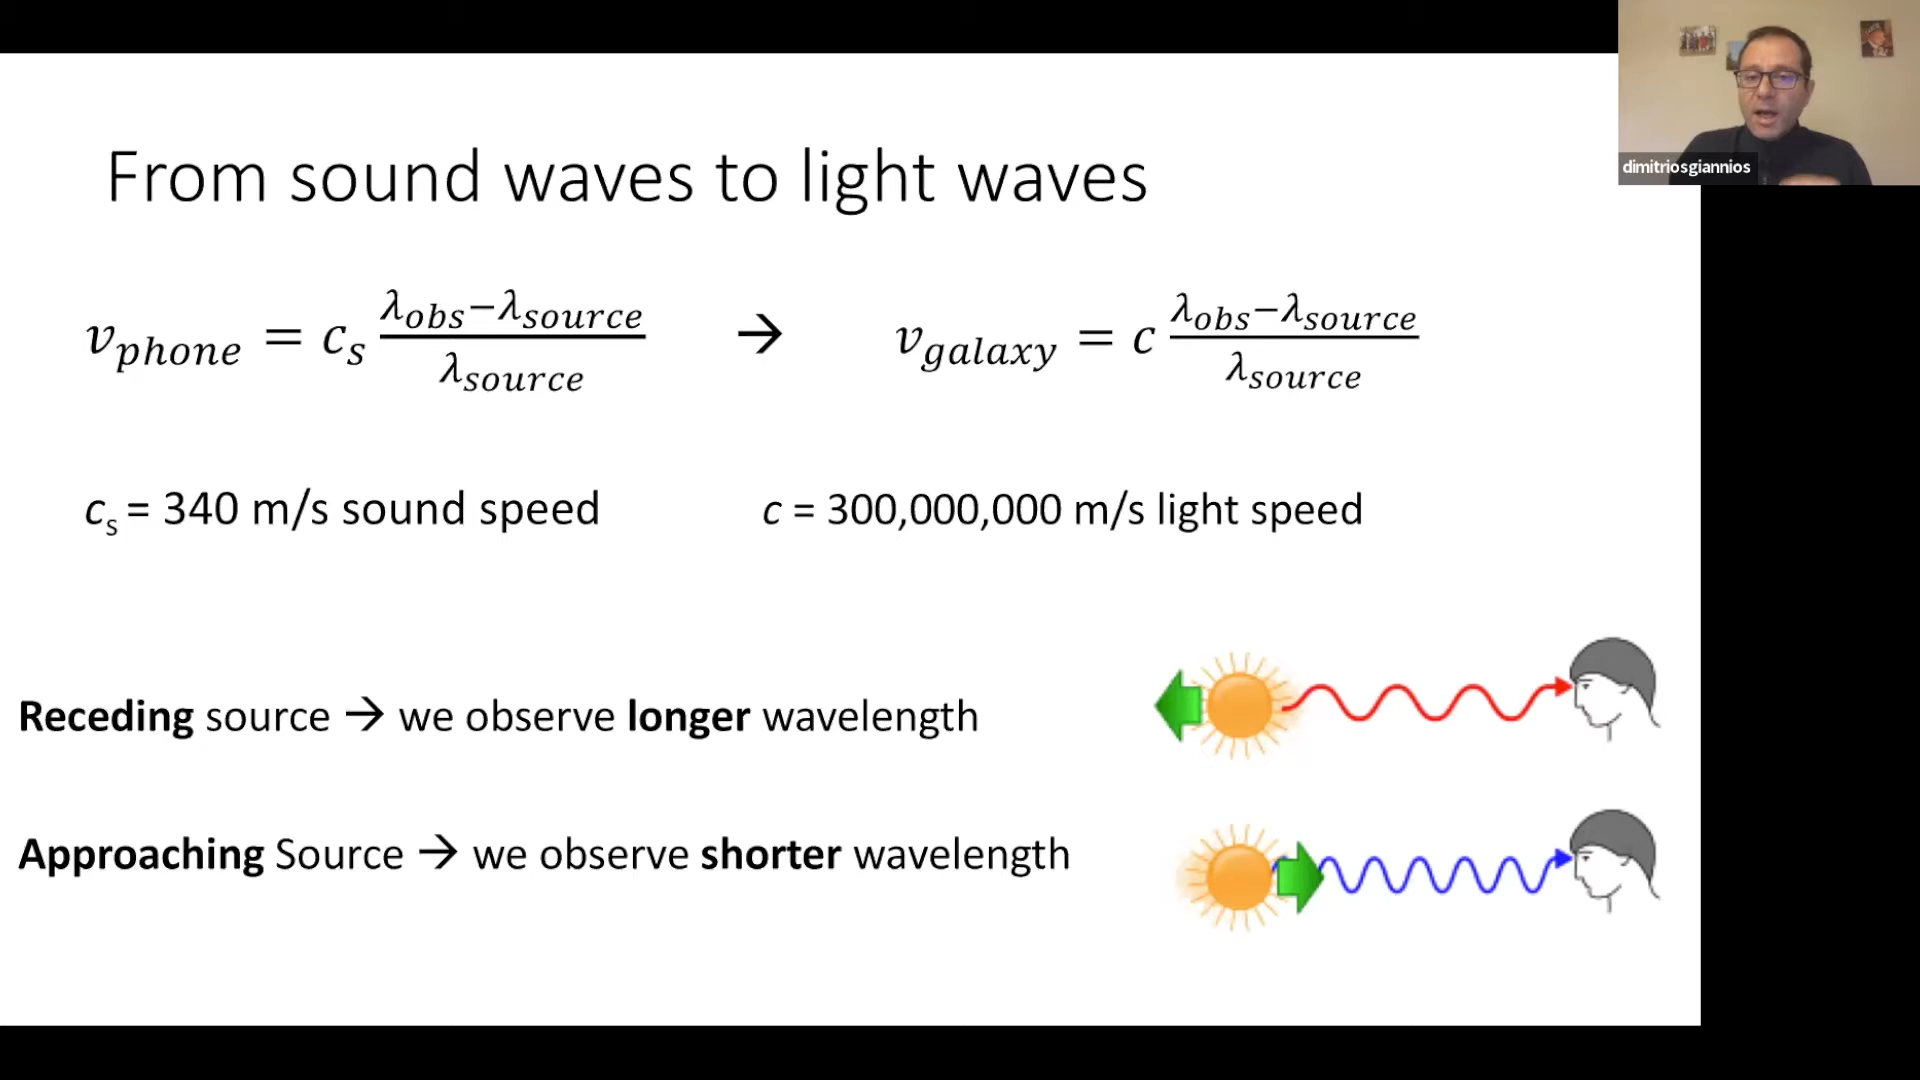 dimitriosgiannios
From sound waves to light waves
v_phone = c_s (λ_obs−λ_source)/λ_source → v_galaxy = c (λ_obs−λ_source)/λ_source
c_s = 340 m/s sound speed c = 300,000,000 m/s light speed
Receding source → we observe longer wavelength
Approaching Source → we observe shorter wavelength